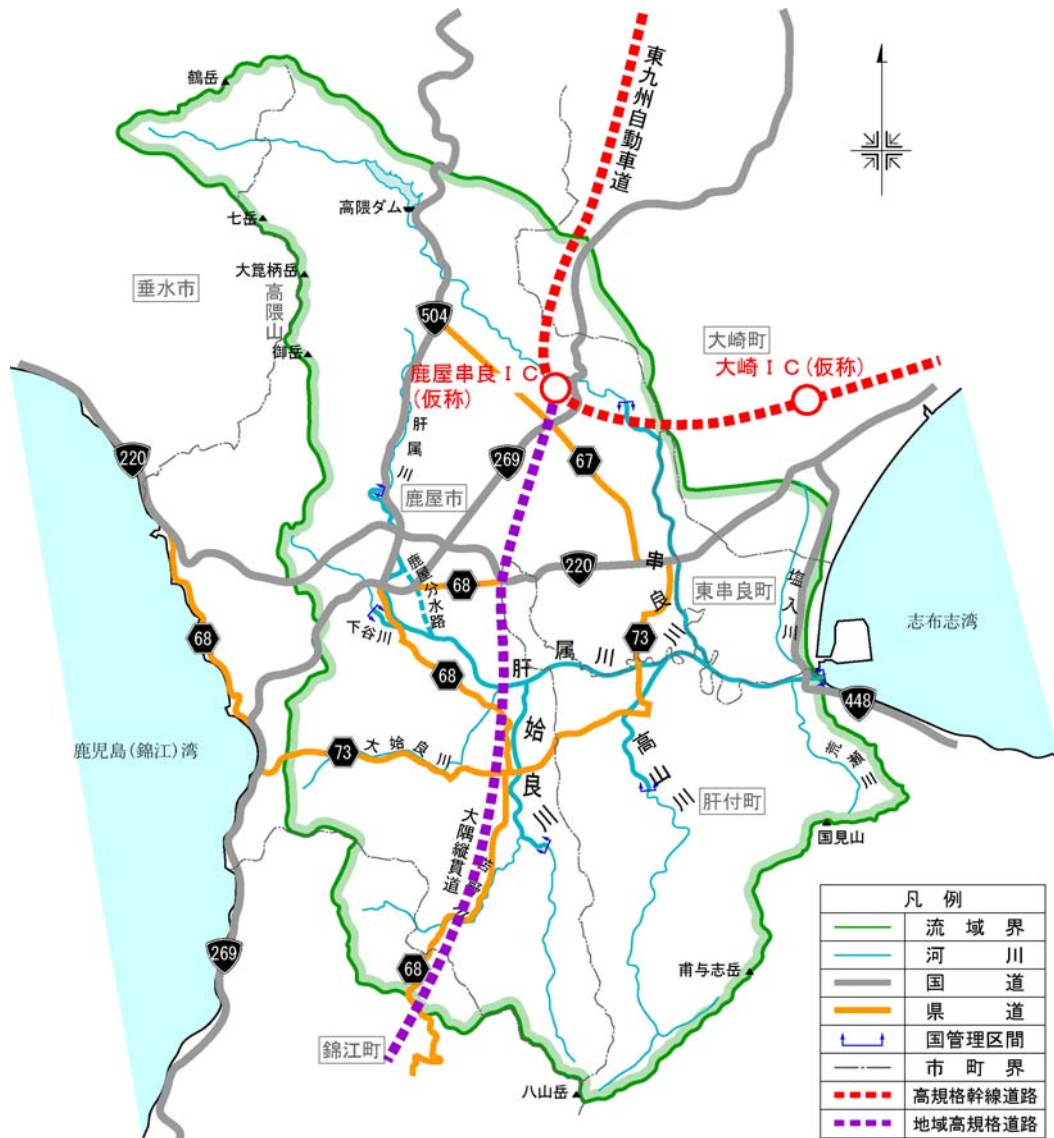 鶴岳
東九州自動車道
高隈ダム
七岳
大箆柄岳
高隈山
垂水市
御岳
504
大崎町
大崎IC(仮称)
鹿屋串良IC
(仮称)
肝属川
220
269
67
鹿屋市
鹿屋分水路
68
220
串良川
東串良町
塩入川
志布志湾
下谷川
68
68
73
肝属川
448
鹿児島(錦江)湾
73
大姶良川
姶良川
高山川
荒瀬川
肝付町
国見山
大隅縦貫道
269
68
甫与志岳
錦江町
八山岳
凡例
流域界
河川
国道
県道
国管理区間
市町界
高規格幹線道路
地域高規格道路